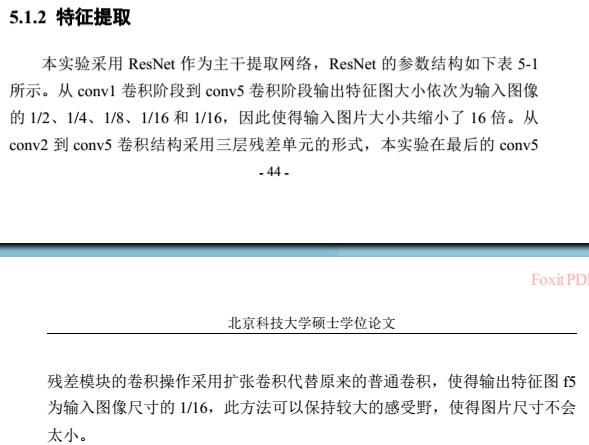 5.1.2 特征提取
本实验采用 ResNet 作为主干提取网络，ResNet 的参数结构如下表 5-1
所示。从 conv1 卷积阶段到 conv5 卷积阶段输出特征图大小依次为输入图像
的 1/2、1/4、1/8、1/16 和 1/16，因此使得输入图片大小共缩小了 16 倍。从
conv2 到 conv5 卷积结构采用三层残差单元的形式，本实验在最后的 conv5
- 44 -
Foxit PD
北京科技大学硕士学位论文
残差模块的卷积操作采用扩张卷积代替原来的普通卷积，使得输出特征图 f5
为输入图像尺寸的 1/16，此方法可以保持较大的感受野，使得图片尺寸不会
太小。